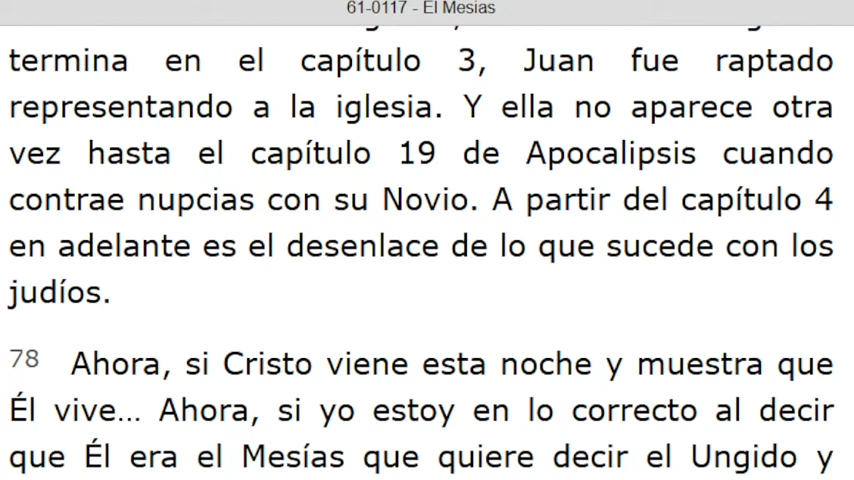 61-0117 - El Mesias
termina en el capítulo 3, Juan fue raptado
representando a la iglesia. Y ella no aparece otra
vez hasta el capítulo 19 de Apocalipsis cuando
contrae nupcias con su Novio. A partir del capítulo 4
en adelante es el desenlace de lo que sucede con los
judíos.
78 Ahora, si Cristo viene esta noche y muestra que
Él vive... Ahora, si yo estoy en lo correcto al decir
que Él era el Mesías que quiere decir el Ungido y